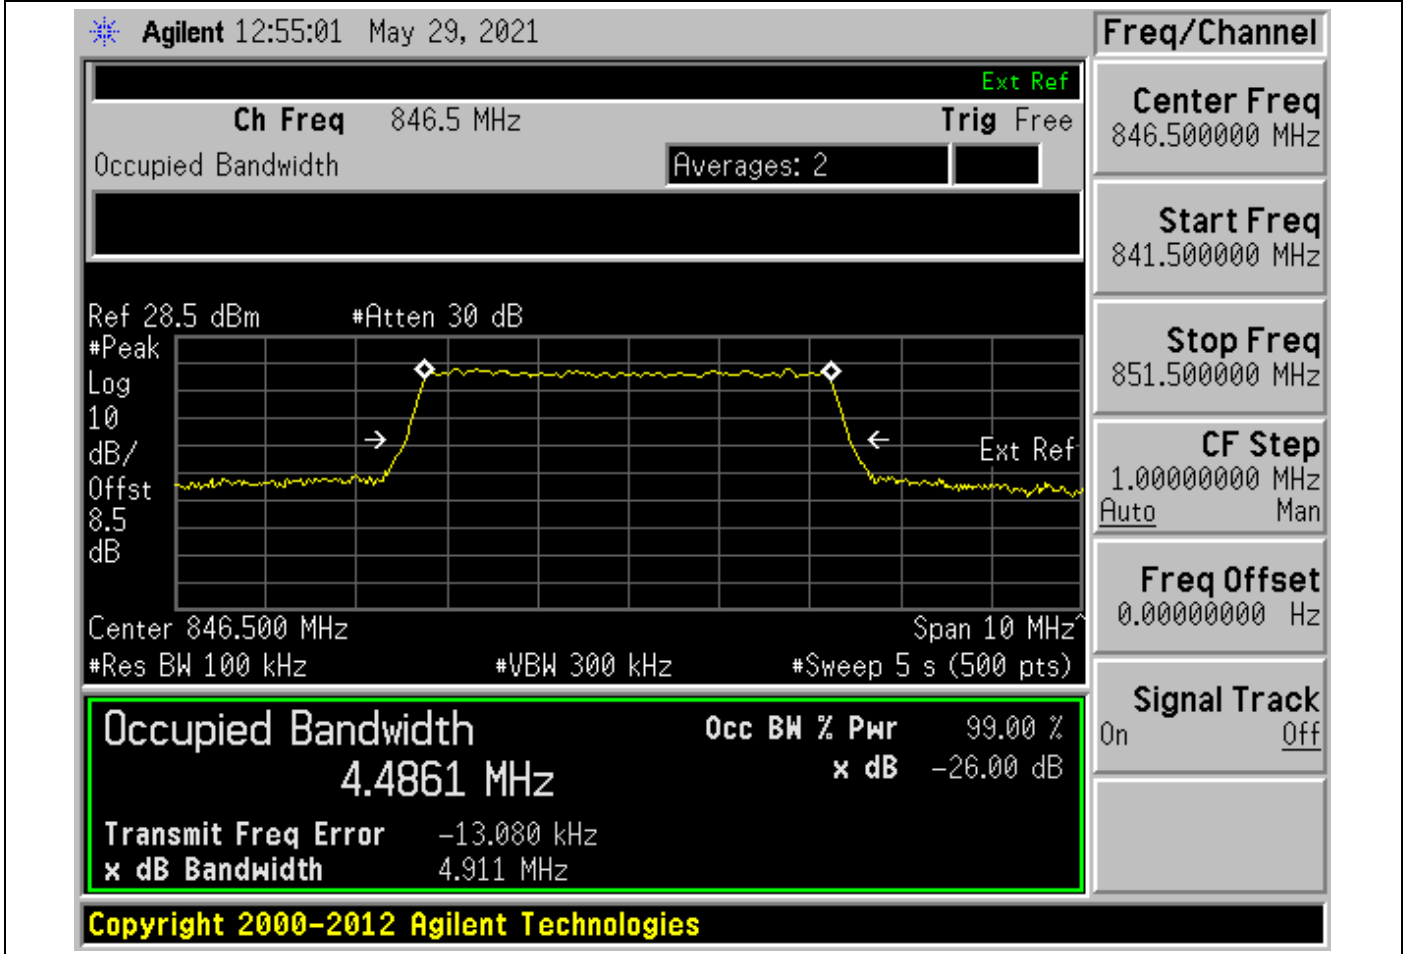 Agilent 12:55:01 May 29, 2021
Freq/Channel
Ext Ref
Ch Freq 846.5 MHz Trig Free
Occupied Bandwidth Averages: 2
Ref 28.5 dBm #Atten 30 dB
#Peak
Log
10
dB/
Offst
8.5
dB
Ext Ref
Center 846.500 MHz Span 10 MHz^
#Res BW 100 kHz #VBW 300 kHz #Sweep 5 s (500 pts)
Occupied Bandwidth Occ BW % Pwr 99.00 %
4.4861 MHz x dB -26.00 dB
Transmit Freq Error -13.080 kHz
x dB Bandwidth 4.911 MHz
Copyright 2000-2012 Agilent Technologies
Center Freq
846.500000 MHz
Start Freq
841.500000 MHz
Stop Freq
851.500000 MHz
CF Step
1.00000000 MHz
Auto Man
Freq Offset
0.00000000 Hz
Signal Track
On Off